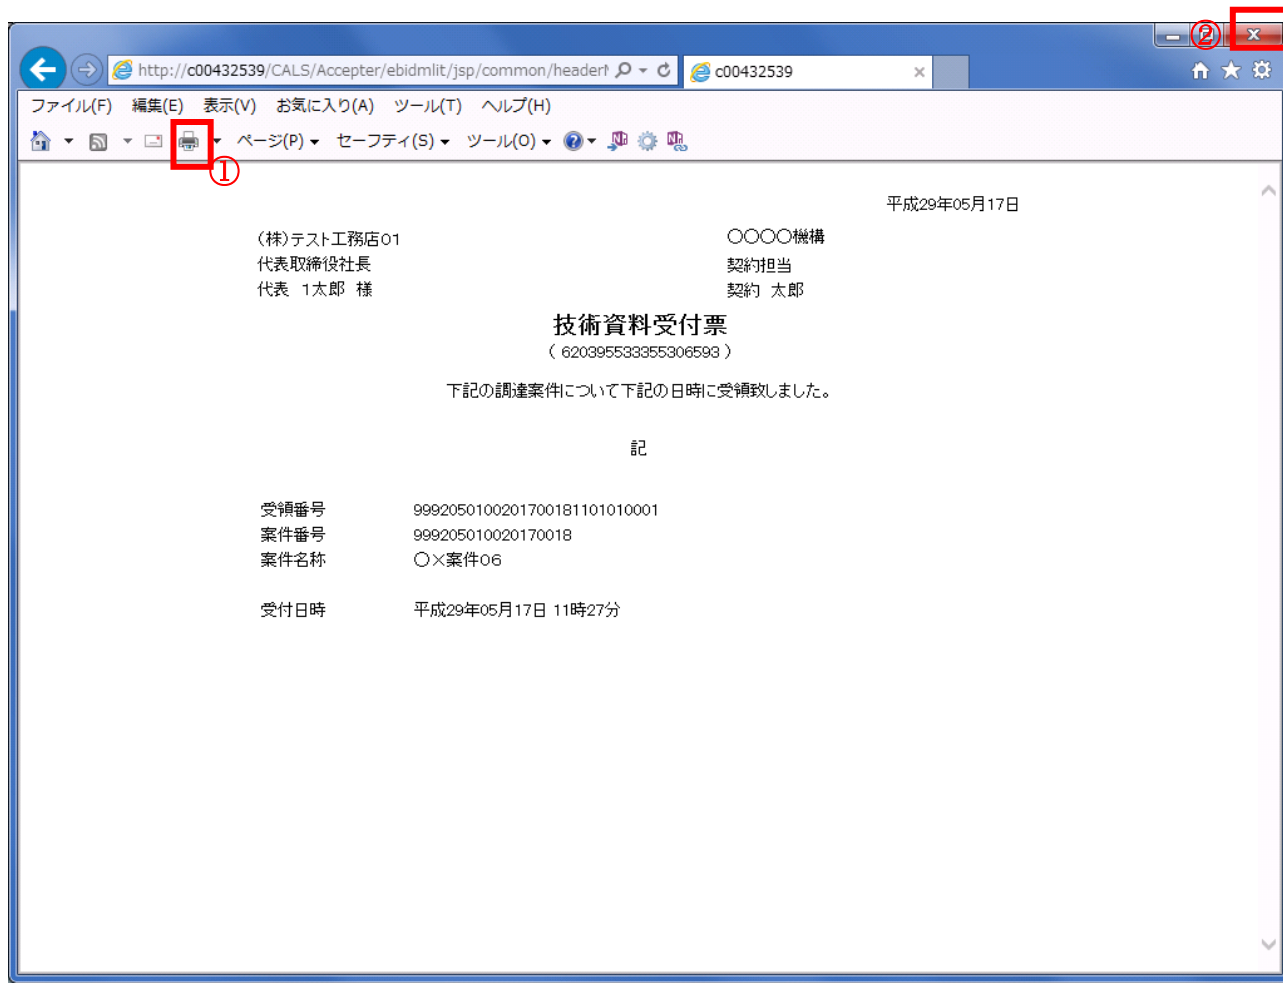 ②
http://c00432539/CALS/Accepter/ebidmlit/jsp/common/header
c00432539
ファイル(F) 編集(E) 表示(V) お気に入り(A) ツール(T) ヘルプ(H)
ページ(P) セーフティ(S) ツール(O)
①
平成29年05月17日
(株)テスト工務店01
〇〇〇〇機構
代表取締役社長
契約担当
代表 1太郎 様
契約 太郎
技術資料受付票
( 620395533355306593 )
下記の調達案件について下記の日時に受領致しました。
記
受領番号 9992050100201700181101010001
案件番号 999205010020170018
案件名称 〇×案件06
受付日時 平成29年05月17日 11時27分